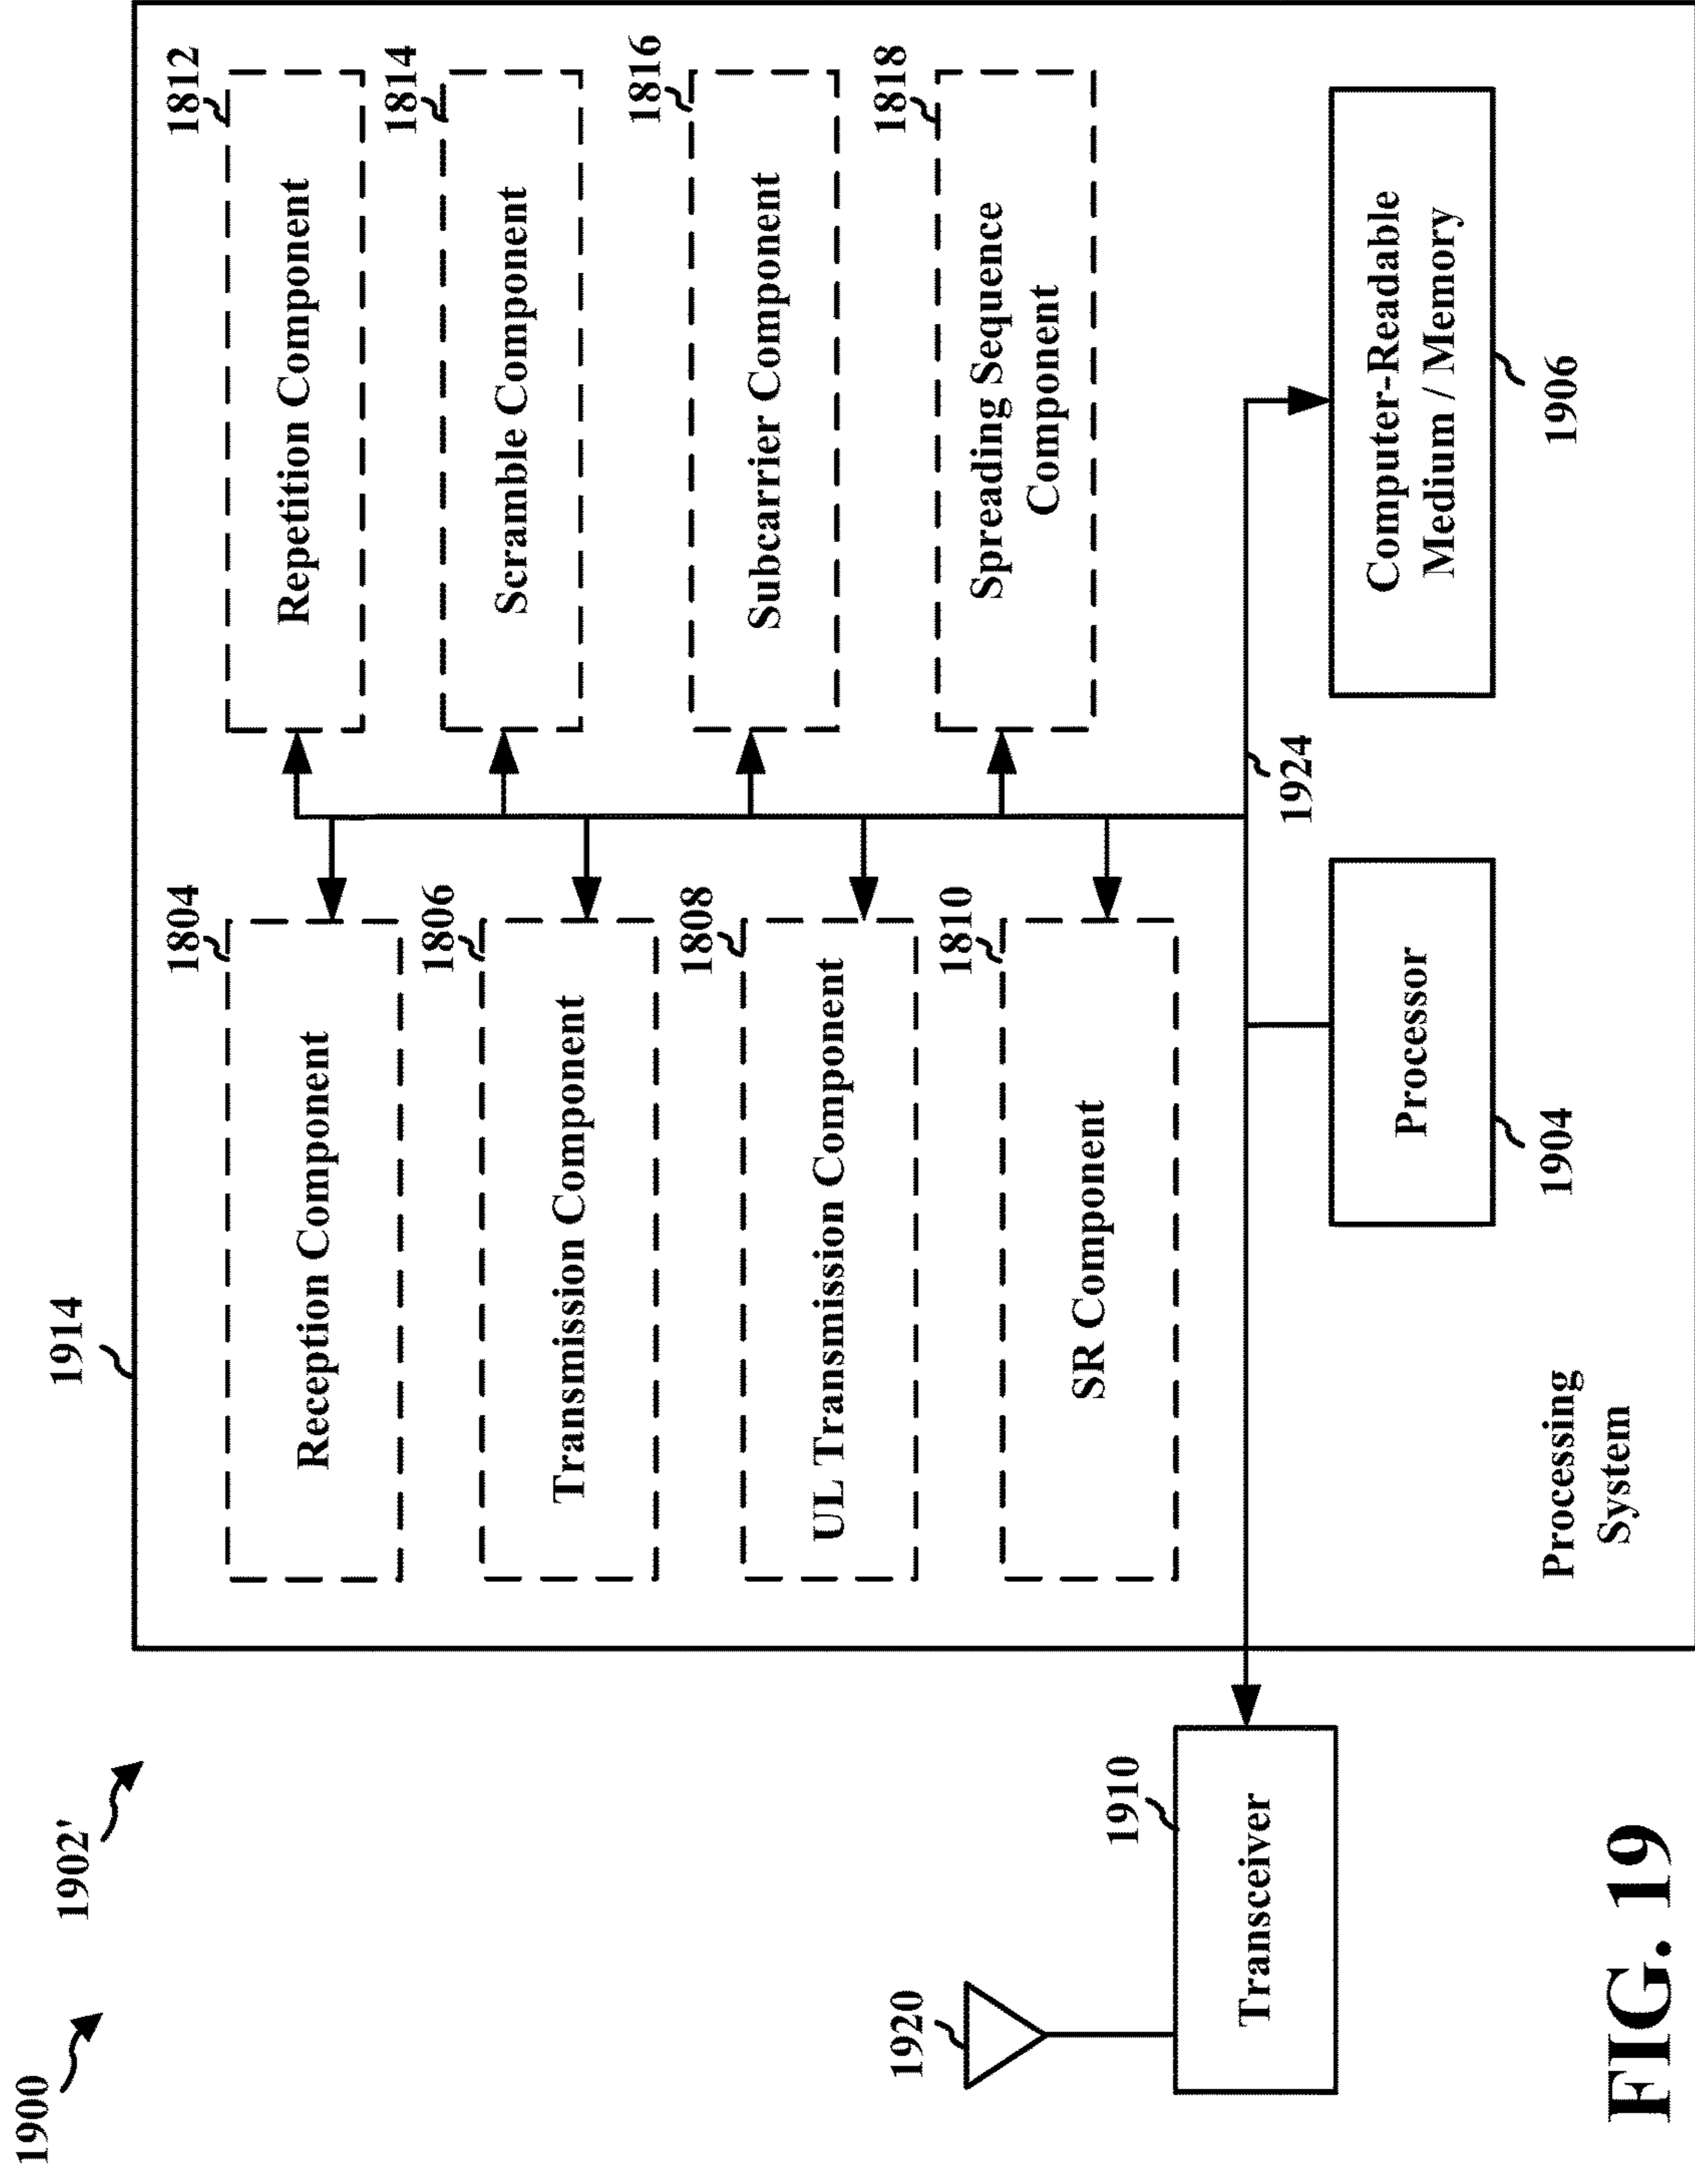 1900
1902'
1914
1804
Reception Component
1812
Repetition Component
1806
Transmission Component
1814
Scramble Component
1808
UL Transmission Component
1816
Subcarrier Component
1810
SR Component
1818
Spreading Sequence
Component
1920
1910
Transceiver
1924
Processor
1904
Computer-Readable
Medium / Memory
1906
Processing
System
FIG. 19